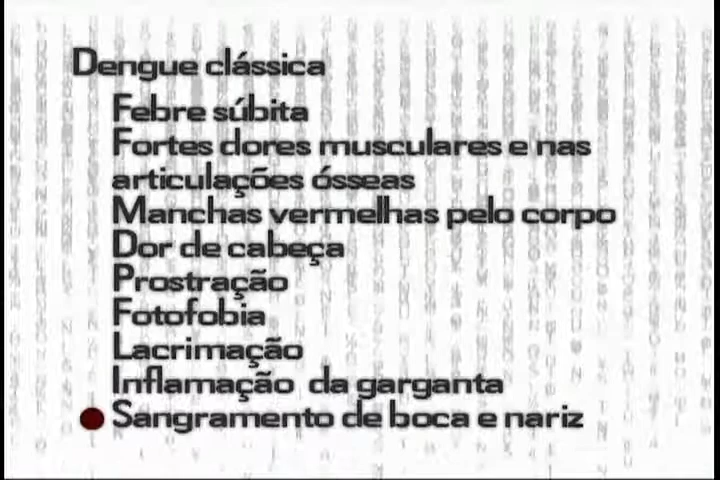 Dengue clássica
Febre súbita
Fortes dores musculares e nas
articulações ósseas
Manchas vermelhas pelo corpo
Dor de cabeça
Prostração
Fotofobia
Lacrimação
Inflamação da garganta
Sangramento de boca e nariz